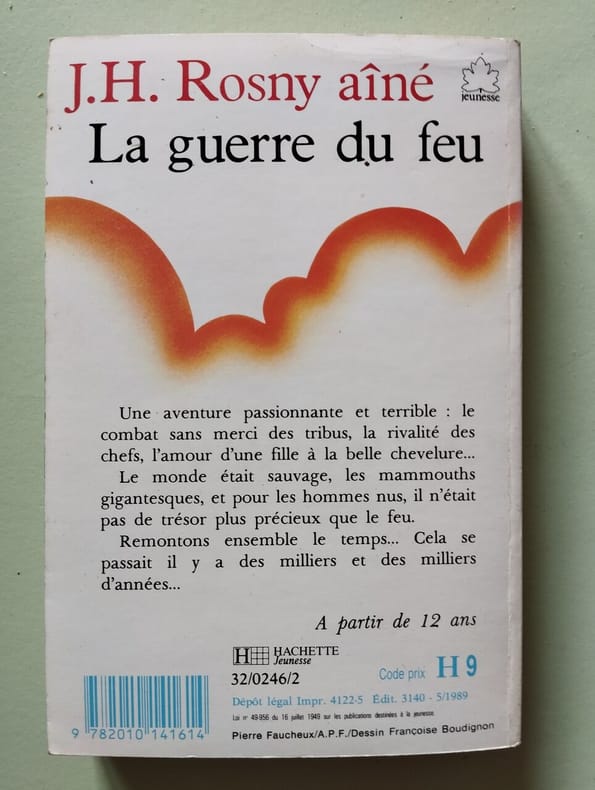 J.H. Rosny aîné
jeunesse
La guerre du feu
Une aventure passionnante et terrible : le
combat sans merci des tribus, la rivalité des
chefs, l'amour d'une fille à la belle chevelure...
Le monde était sauvage, les mammouths
gigantesques, et pour les hommes nus, il n'était
pas de trésor plus précieux que le feu.
Remontons ensemble le temps... Cela se
passait il y a des milliers et des milliers
d'années...
A partir de 12 ans
H HACHETTE
Jeunesse
32/0246/2
Code prix H 9
Dépôt légal Impr. 4122-5 Édit. 3140 - 5/1989
Loi n° 49-956 du 16 juillet 1949 sur les publications destinées à la jeunesse.
9 782010 141614
Pierre Faucheux/A.P.F./Dessin Françoise Boudignon